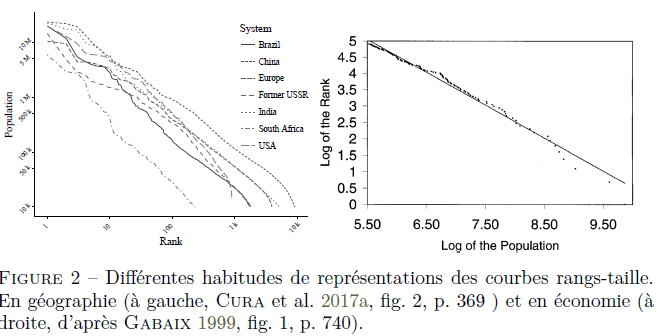 System
Brazil
China
Europe
Former USSR
India
South Africa
USA
Population
10 M
5 M
1 M
500 k
100 k
50 k
10 k
1
10
100
1k
10k
Rank
Log of the Rank
5
4.5
4
3.5
3
2.5
2
1.5
1
0.5
0
5.50
6.50
7.50
8.50
9.50
Log of the Population
FIGURE 2 – Différentes habitudes de représentations des courbes rangs-taille.
En géographie (à gauche, CURA et al. 2017a, fig. 2, p. 369 ) et en économie (à
droite, d'après GABAIX 1999, fig. 1, p. 740).